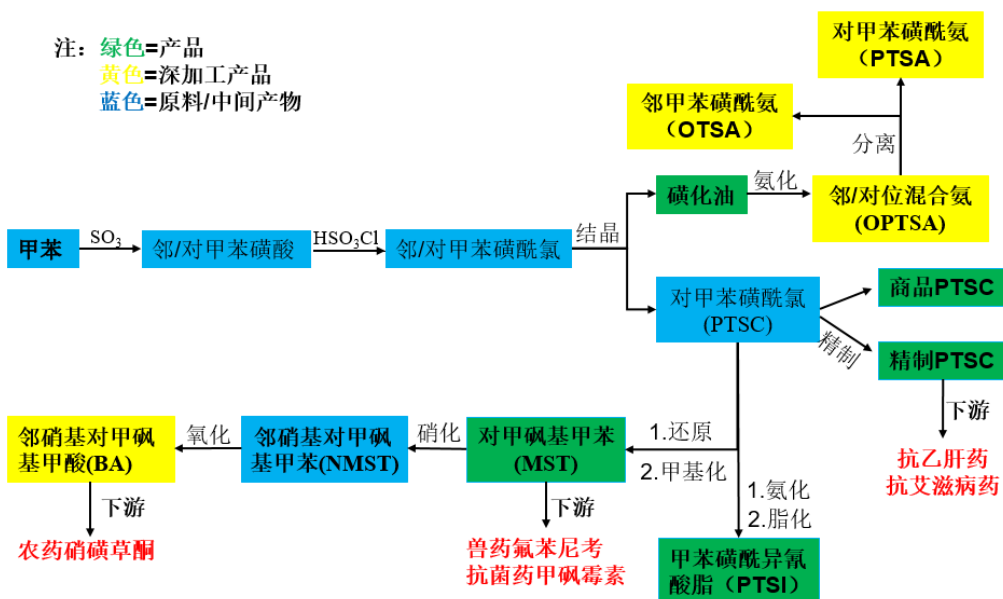 注：绿色=产品
黄色=深加工产品
蓝色=原料/中间产物
对甲苯磺酰氨
（PTSA）
邻甲苯磺酰氨
（OTSA）
分离
磺化油
氨化
邻/对位混合氨
(OPTSA)
甲苯
SO₃
邻/对甲苯磺酸
HSO₃Cl
邻/对甲苯磺酰氯
结晶
对甲苯磺酰氯
(PTSC)
商品PTSC
精制
精制PTSC
下游
抗乙肝药
抗艾滋病药
邻硝基对甲砜
基甲酸(BA)
氧化
邻硝基对甲砜
基甲苯(NMST)
硝化
对甲砜基甲苯
(MST)
1.还原
2.甲基化
1.氨化
2.脂化
下游
农药硝磺草酮
下游
兽药氟苯尼考
抗菌药甲砜霉素
甲苯磺酰异氰
酸脂（PTSI）